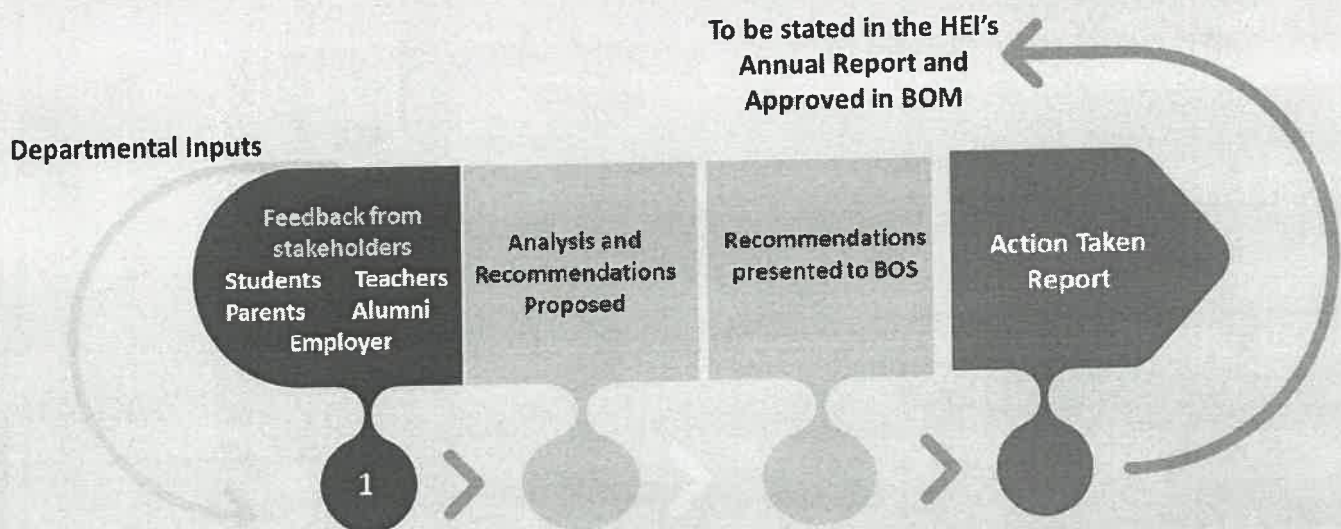 To be stated in the HEI's
Annual Report and
Approved in BOM
Departmental Inputs
Feedback from
stakeholders
Students Teachers
Parents Alumni
Employer
Analysis and
Recommendations
Proposed
Recommendations
presented to BOS
Action Taken
Report
1